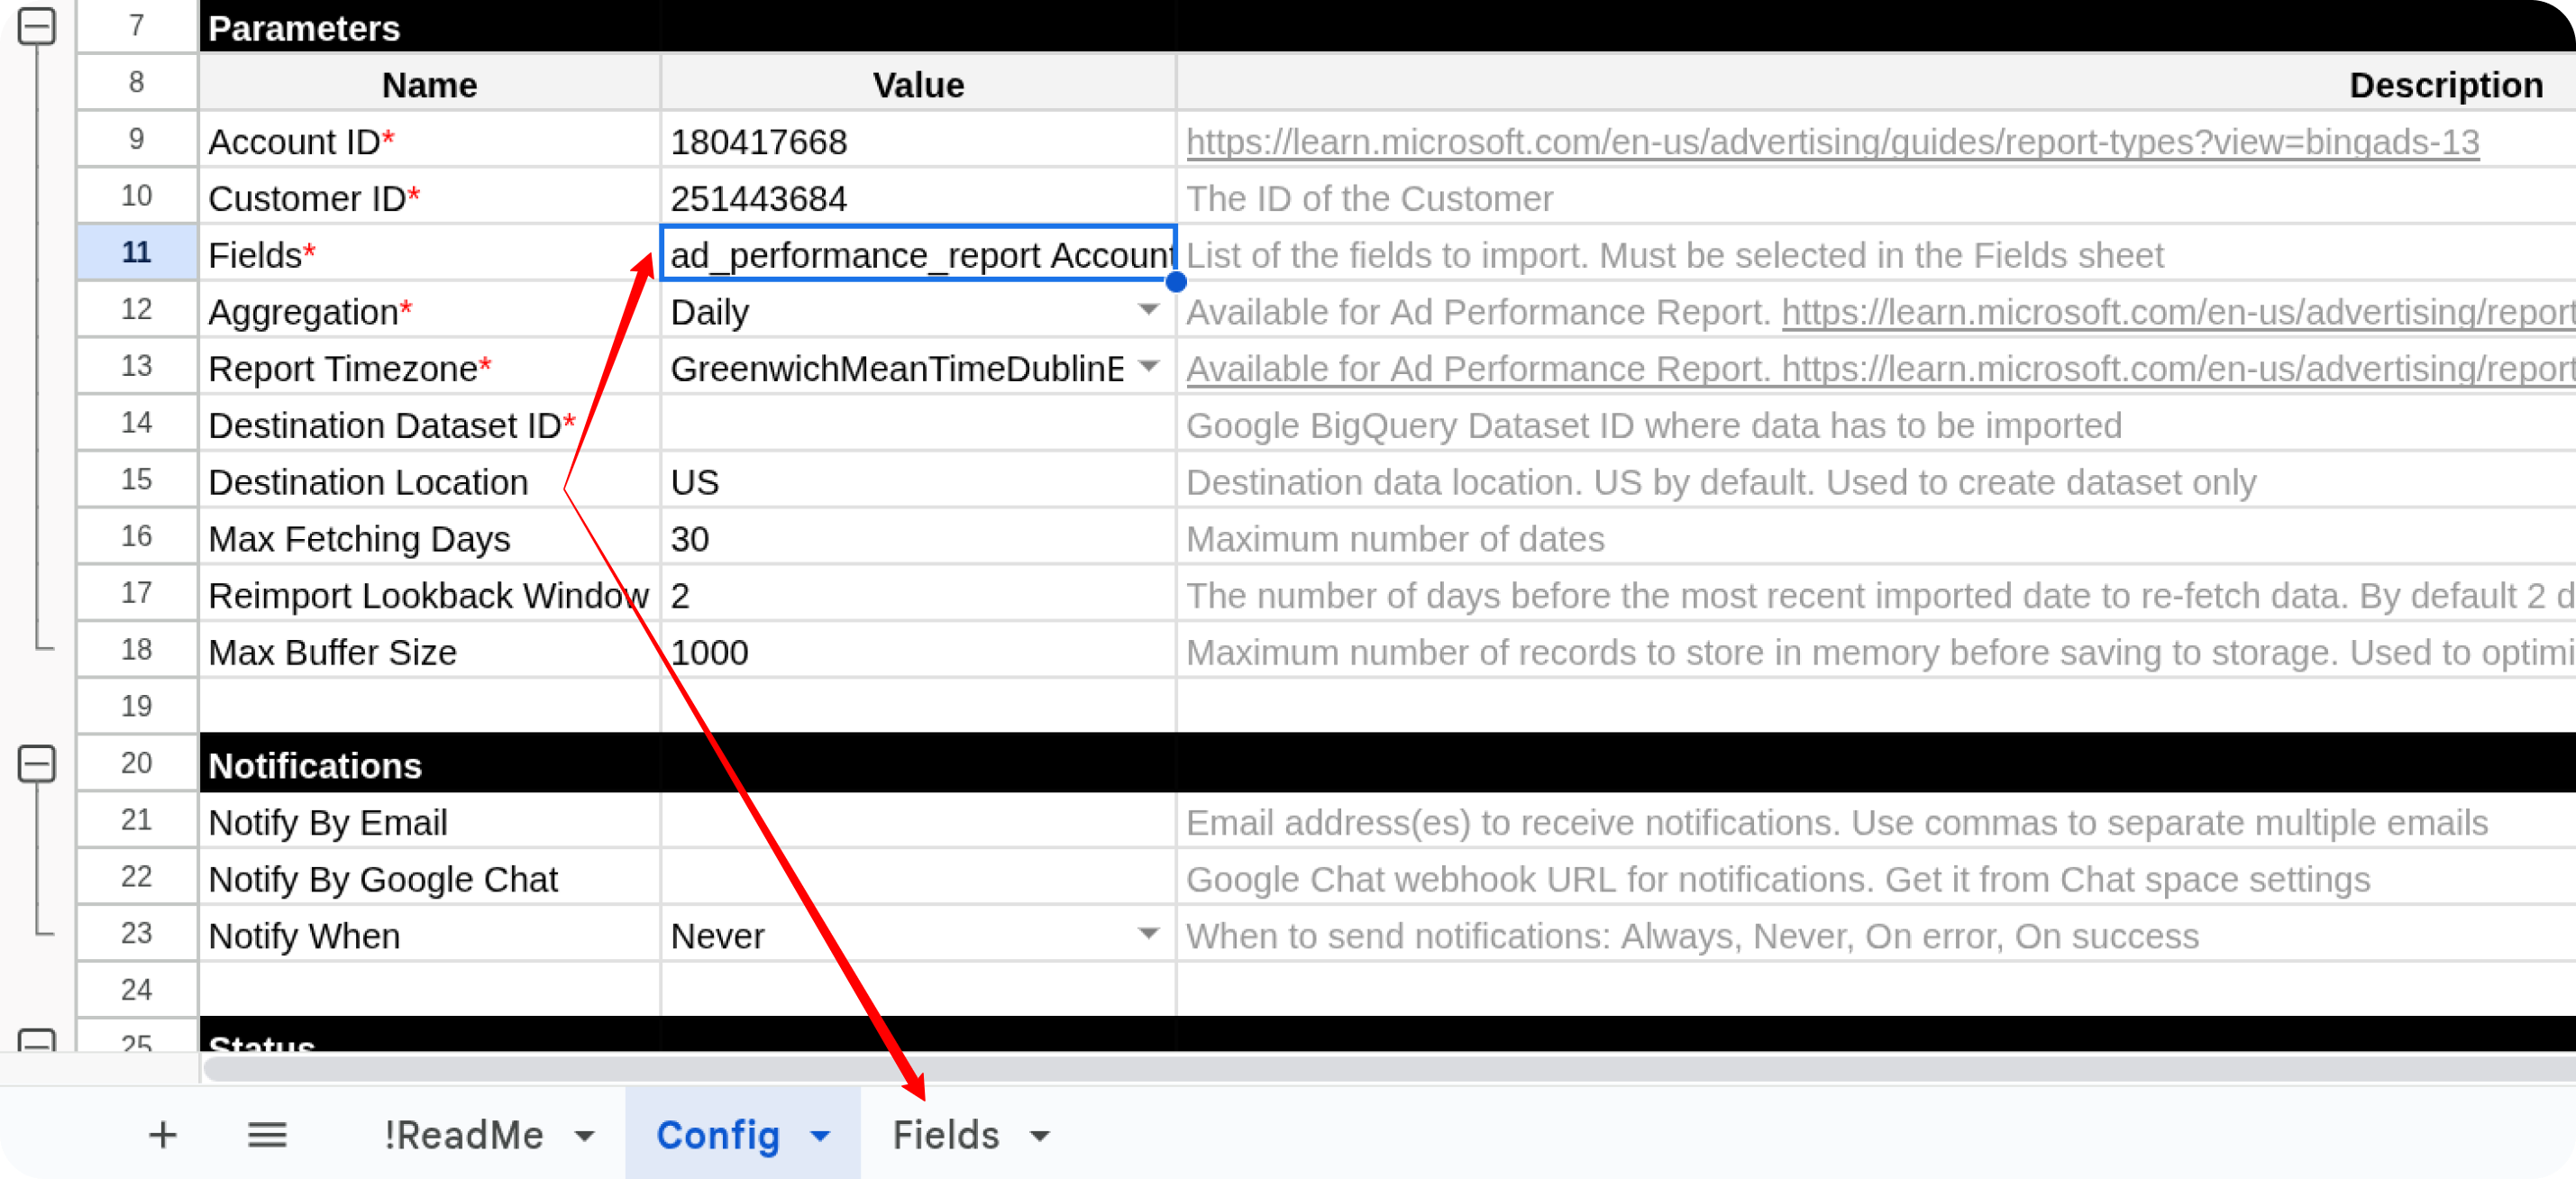 7 Parameters
8 Name Value Description
9 Account ID* 180417668 https://learn.microsoft.com/en-us/advertising/guides/report-types?view=bingads-13
10 Customer ID* 251443684 The ID of the Customer
11 Fields* ad_performance_report Account List of the fields to import. Must be selected in the Fields sheet
12 Aggregation* Daily Available for Ad Performance Report. https://learn.microsoft.com/en-us/advertising/report
13 Report Timezone* GreenwichMeanTimeDublinE Available for Ad Performance Report. https://learn.microsoft.com/en-us/advertising/report
14 Destination Dataset ID* Google BigQuery Dataset ID where data has to be imported
15 Destination Location US Destination data location. US by default. Used to create dataset only
16 Max Fetching Days 30 Maximum number of dates
17 Reimport Lookback Window 2 The number of days before the most recent imported date to re-fetch data. By default 2 d
18 Max Buffer Size 1000 Maximum number of records to store in memory before saving to storage. Used to optimi
19
20 Notifications
21 Notify By Email Email address(es) to receive notifications. Use commas to separate multiple emails
22 Notify By Google Chat Google Chat webhook URL for notifications. Get it from Chat space settings
23 Notify When Never When to send notifications: Always, Never, On error, On success
24
25 Status
!ReadMe Config Fields